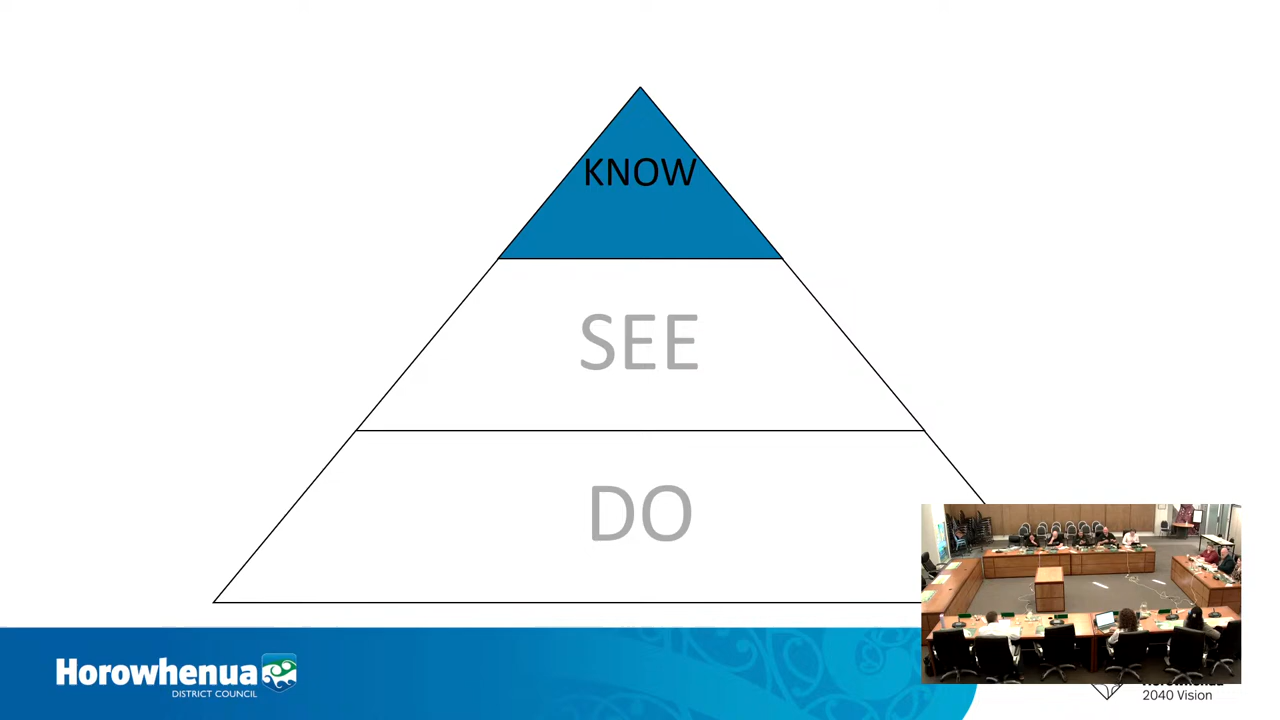 KNOW
SEE
DO
Horowhenua
DISTRICT COUNCIL
2040 Vision